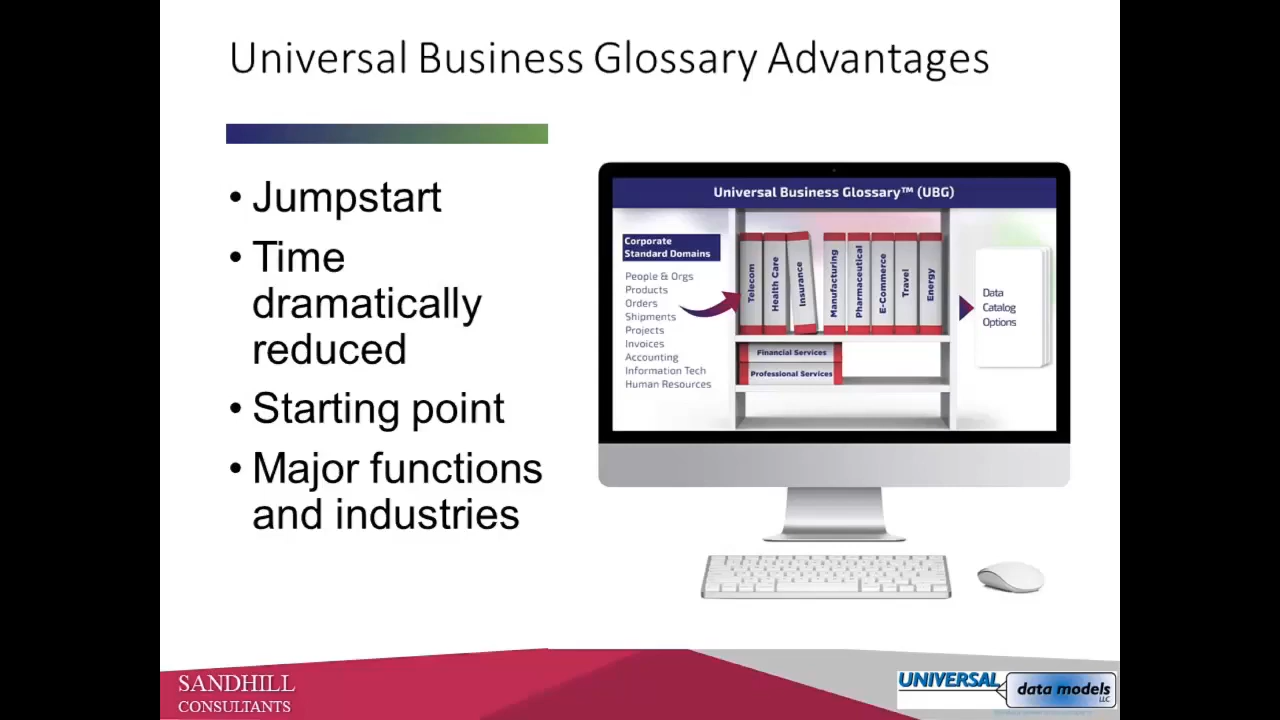 Universal Business Glossary Advantages
• Jumpstart
• Time
dramatically
reduced
• Starting point
• Major functions
and industries
Universal Business Glossary™ (UBG)
Corporate
Standard Domains
People & Orgs
Products
Orders
Shipments
Projects
Invoices
Accounting
Information Tech
Human Resources
Telecom
Health Care
Insurance
Manufacturing
Pharmaceutical
E-Commerce
Travel
Energy
Financial Services
Professional Services
Data
Catalog
Options
SANDHILL
CONSULTANTS
UNIVERSAL
data models
LLC